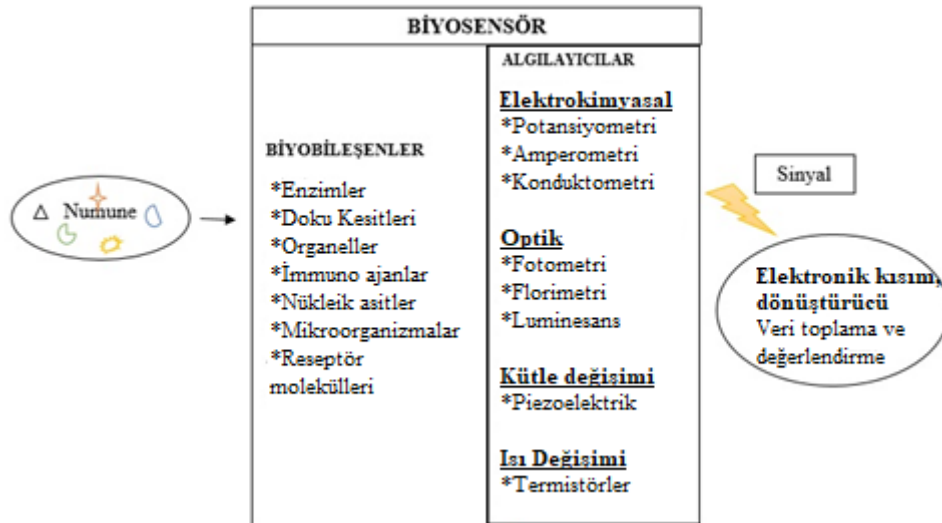 BİYOSENSÖR
Numune
BİYOBİLEŞENLER
*Enzimler
*Doku Kesitleri
*Organeller
*İmmuno ajanlar
*Nükleik asitler
*Mikroorganizmalar
*Reseptör
molekülleri
ALGILAYICILAR
Elektrokimyasal
*Potansiyometri
*Amperometri
*Konduktometri
Optik
*Fotometri
*Florimetri
*Luminesans
Kütle değişimi
*Piezoelektrik
Isı Değişimi
*Termistörler
Sinyal
Elektronik kısım,
dönüştürücü
Veri toplama ve
değerlendirme